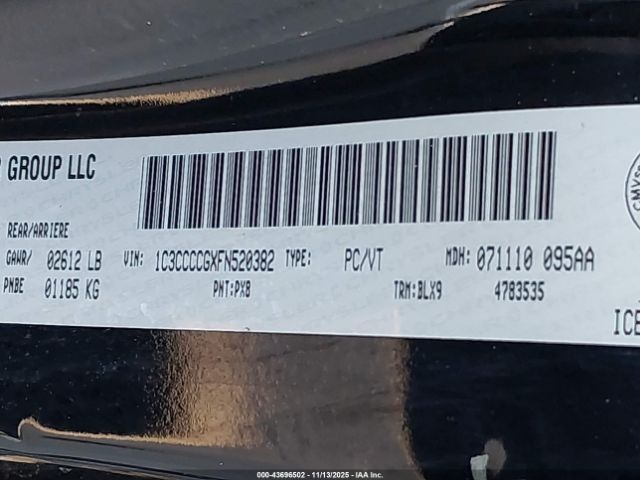 GROUP LLC
REAR/ARRIERE
GAWR/ 02612 LB VIN: 1C3CCCCGXFN520382 TYPE: PC/VT MDH: 071110 095AA
PNBE 01185 KG PNT:PX8 TRM:BLX9 4783535
ICE
000-43696502 - 11/13/2025 - IAA Inc.